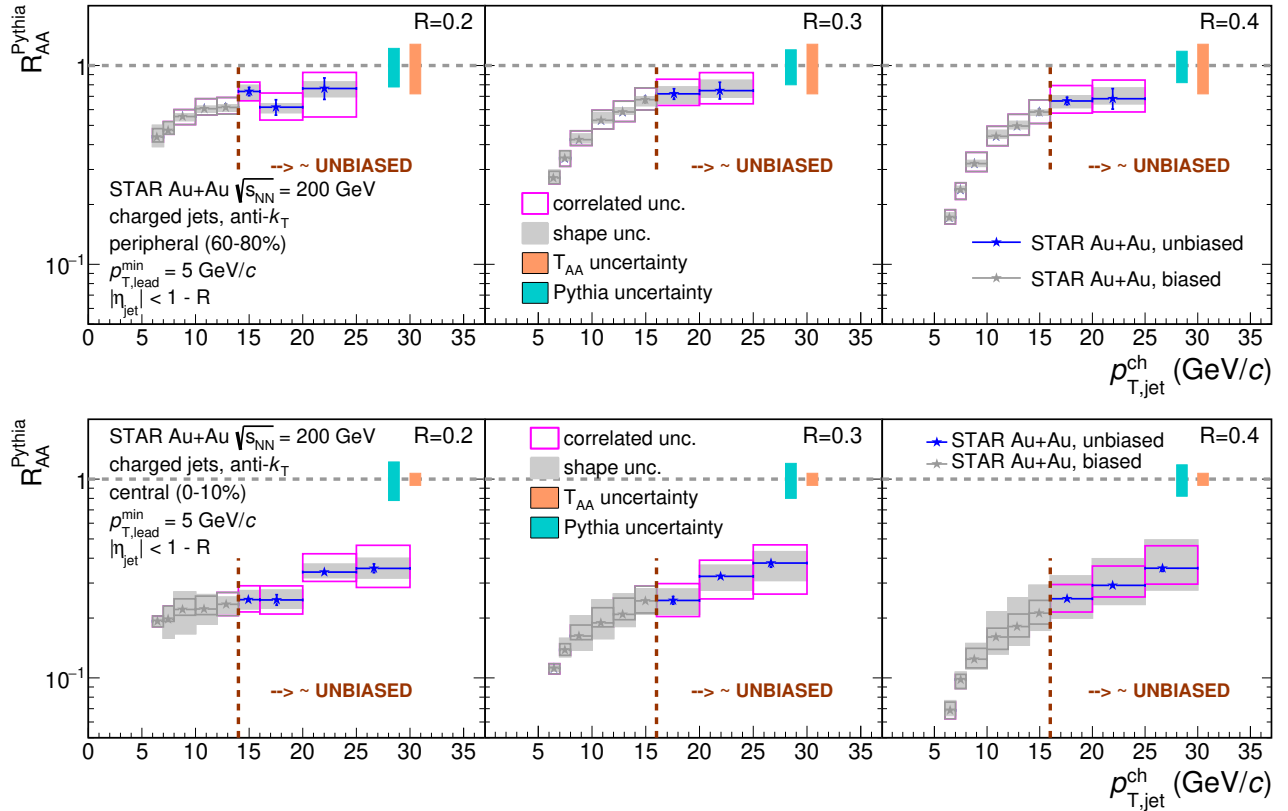 R_AA^Pythia
R=0.2
R=0.3
R=0.4
1
10^−1
--> ~ UNBIASED
--> ~ UNBIASED
--> ~ UNBIASED
STAR Au+Au √s_NN = 200 GeV
charged jets, anti-k_T
peripheral (60-80%)
p_T,lead^min = 5 GeV/c
|η_jet| < 1 - R
correlated unc.
shape unc.
T_AA uncertainty
Pythia uncertainty
STAR Au+Au, unbiased
STAR Au+Au, biased
0 5 10 15 20 25 30 35
5 10 15 20 25 30 35
5 10 15 20 25 30 35
p_T,jet^ch (GeV/c)
R_AA^Pythia
STAR Au+Au √s_NN = 200 GeV
charged jets, anti-k_T
central (0-10%)
p_T,lead^min = 5 GeV/c
|η_jet| < 1 - R
R=0.2
correlated unc.
shape unc.
T_AA uncertainty
Pythia uncertainty
R=0.3
STAR Au+Au, unbiased
STAR Au+Au, biased
R=0.4
1
10^−1
--> ~ UNBIASED
--> ~ UNBIASED
--> ~ UNBIASED
0 5 10 15 20 25 30 35
5 10 15 20 25 30 35
5 10 15 20 25 30 35
p_T,jet^ch (GeV/c)